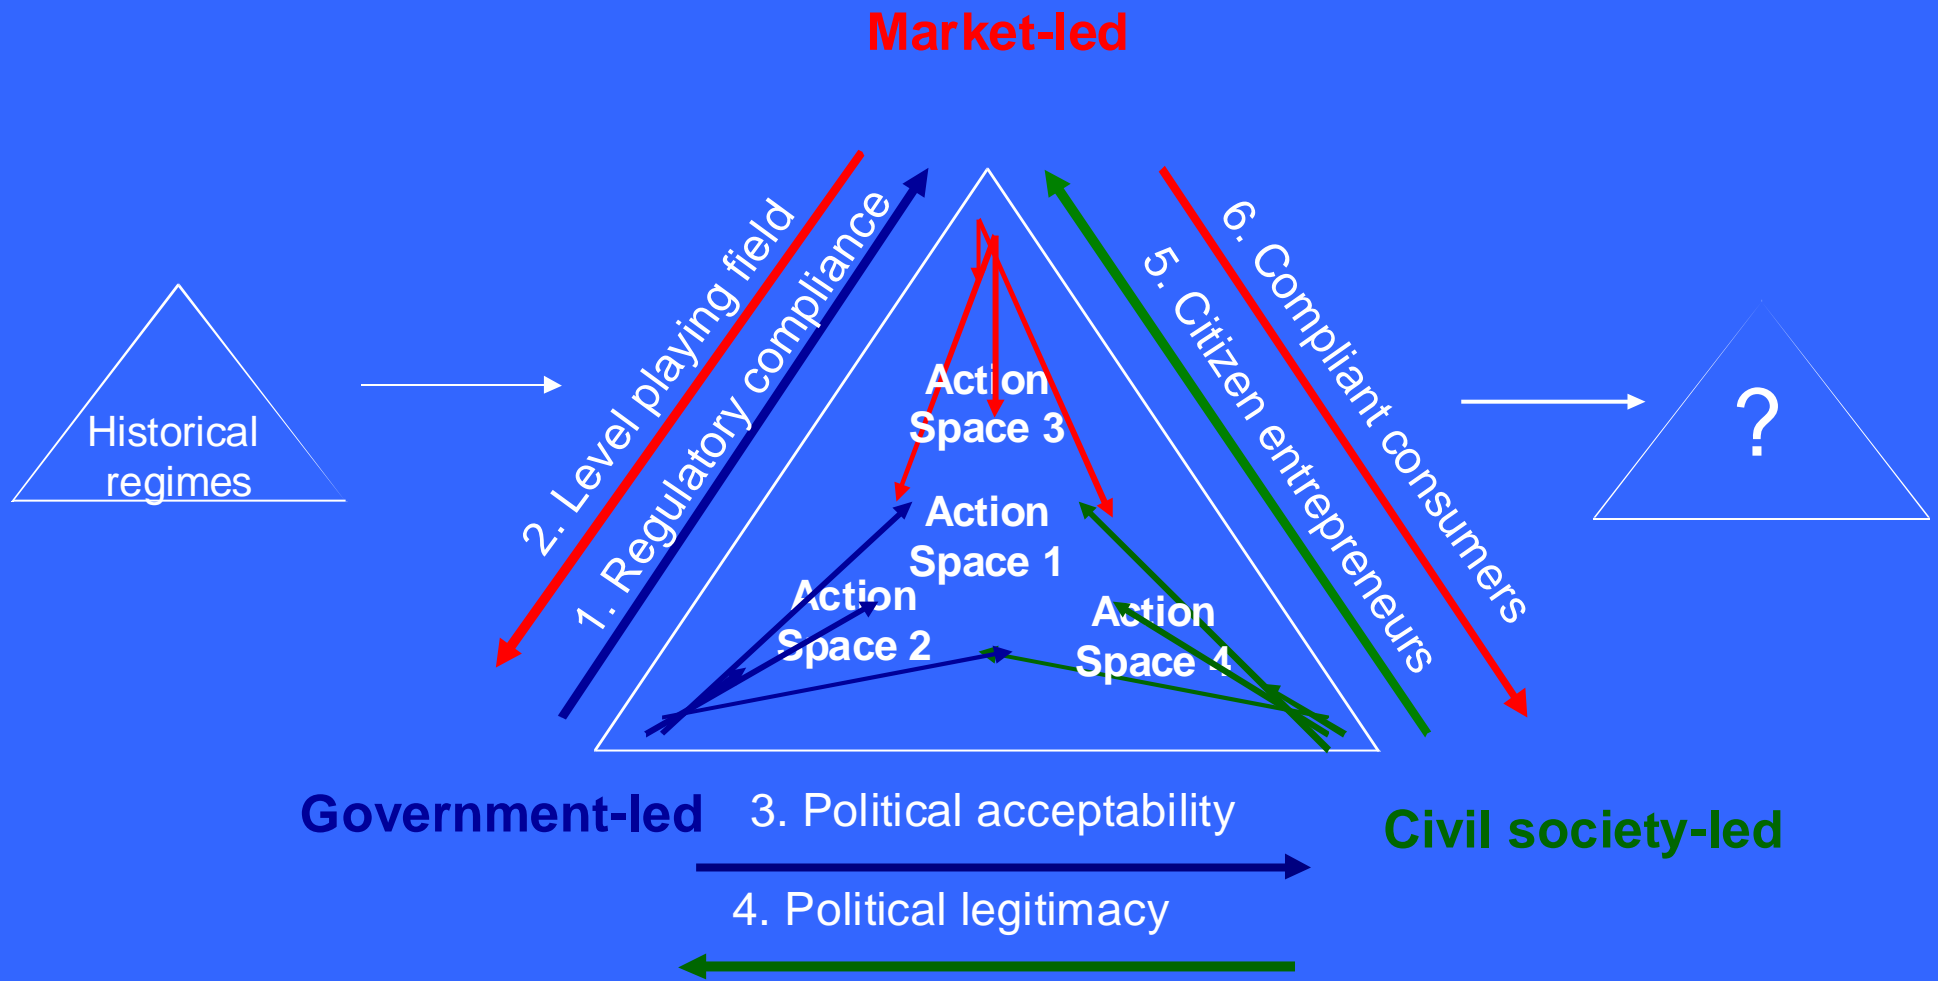 Market-led
2. Level playing field
1. Regulatory compliance
5. Citizen entrepreneurs
6. Compliant consumers
Historical
regimes
Action
Space 3
?
Action
Space 1
Action
Space 2
Action
Space 4
Government-led
3. Political acceptability
Civil society-led
4. Political legitimacy